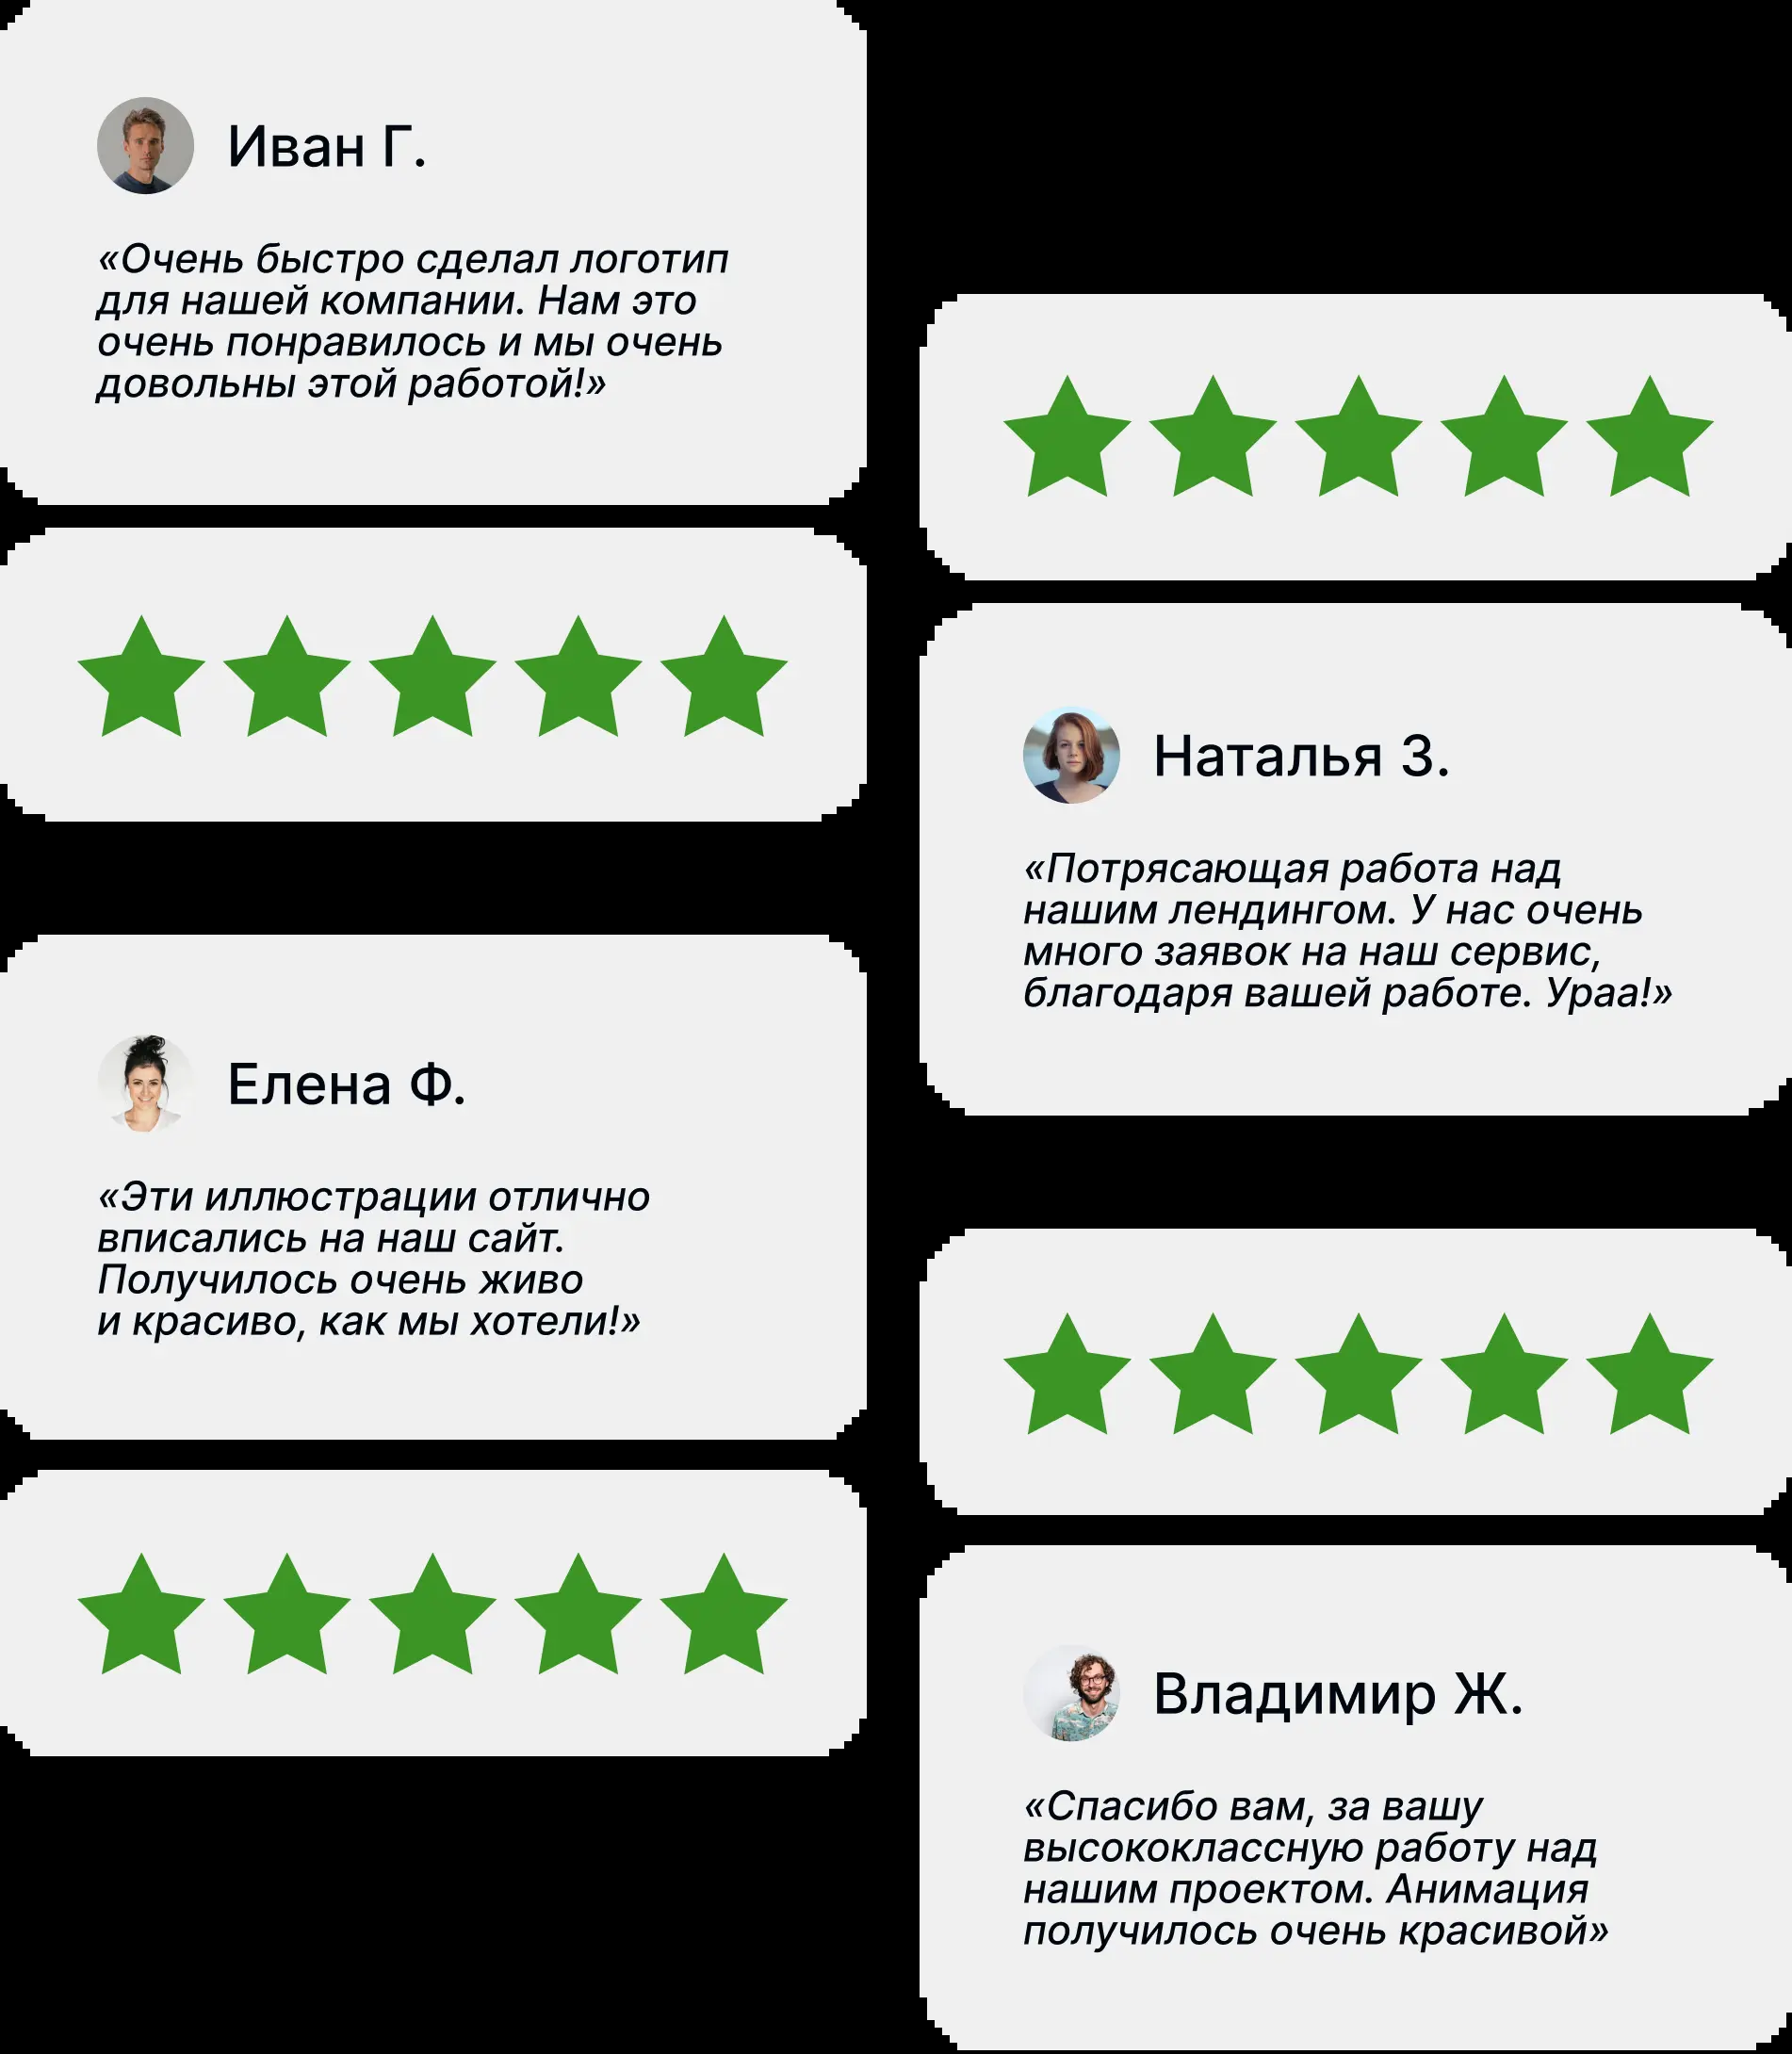 Иван Г.
«Очень быстро сделал логотип
для нашей компании. Нам это
очень понравилось и мы очень
довольны этой работой!»
Наталья З.
«Потрясающая работа над
нашим лендингом. У нас очень
много заявок на наш сервис,
благодаря вашей работе. Ураа!»
Елена Ф.
«Эти иллюстрации отлично
вписались на наш сайт.
Получилось очень живо
и красиво, как мы хотели!»
Владимир Ж.
«Спасибо вам, за вашу
высококлассную работу над
нашим проектом. Анимация
получилось очень красивой»